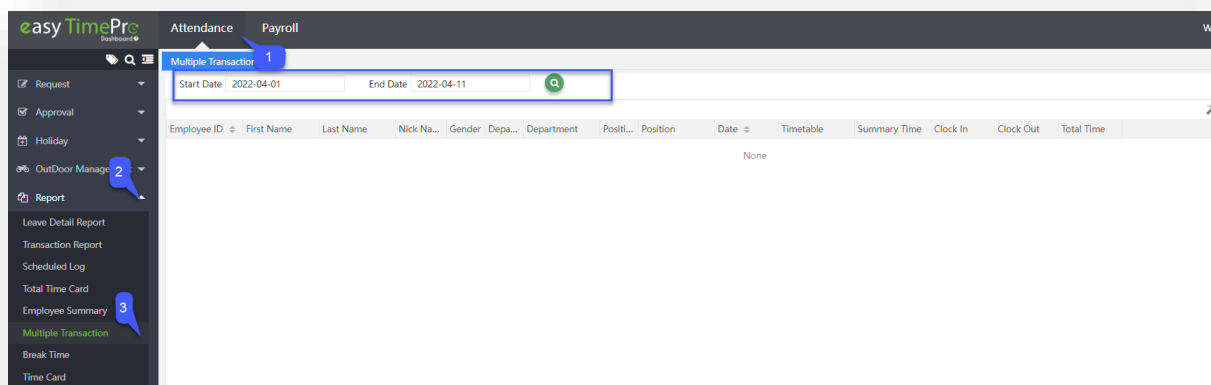 easy TimePro
Dashboard
Attendance
Payroll
W
1
Multiple Transaction
Start Date 2022-04-01 End Date 2022-04-11
Request
Approval
Holiday
OutDoor Manage
2
Report
Leave Detail Report
Transaction Report
Scheduled Log
Total Time Card
Employee Summary
3
Multiple Transaction
Break Time
Time Card
Employee ID First Name Last Name Nick Na... Gender Depa... Department Positi... Position Date Timetable Summary Time Clock In Clock Out Total Time
None